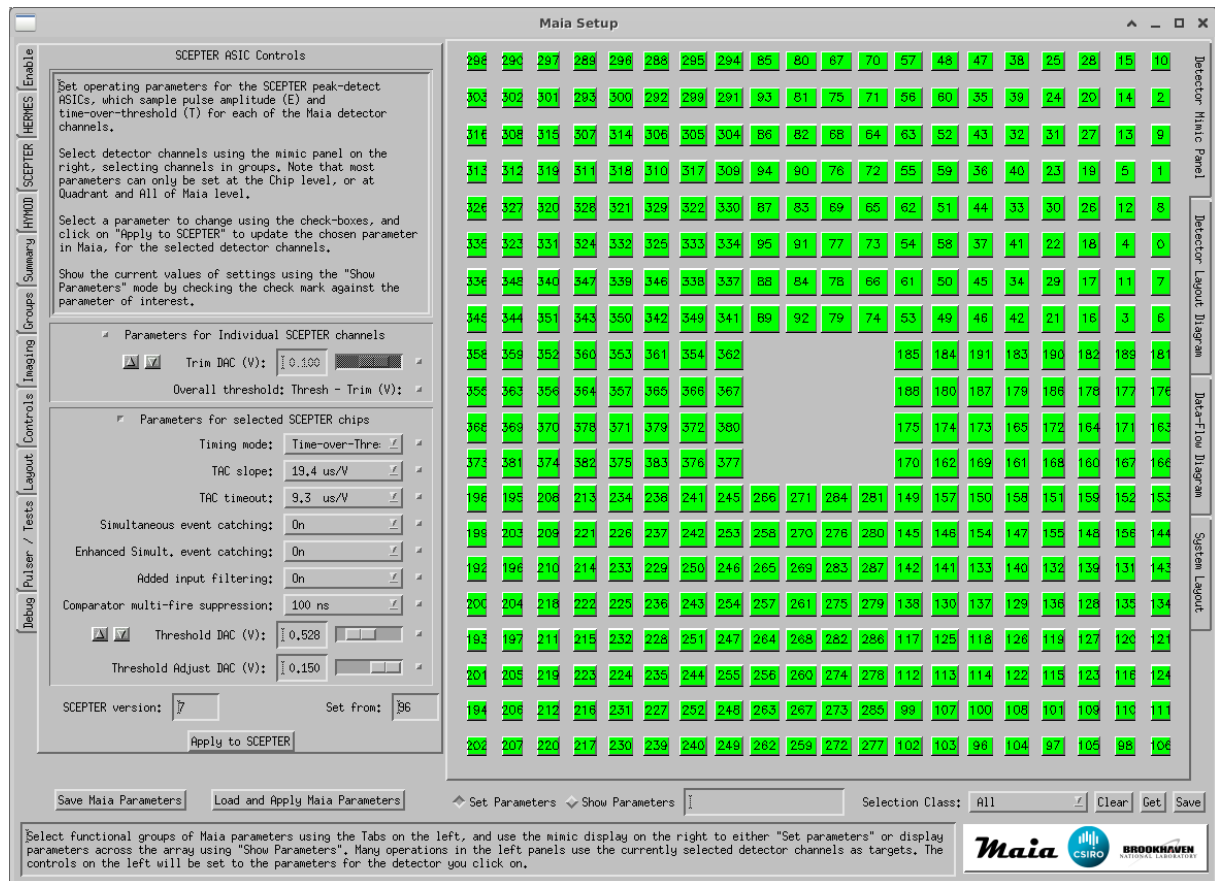 Maia Setup
Enable
HERMES
SCEPTER
HYMOD
Summary
Groups
Imaging
Controls
Layout
Pulser / Tests
Debug
SCEPTER ASIC Controls
Set operating parameters for the SCEPTER peak-detect
ASICs, which sample pulse amplitude (E) and
time-over-threshold (T) for each of the Maia detector
channels.
Select detector channels using the mimic panel on the
right, selecting channels in groups. Note that most
parameters can only be set at the Chip level, or at
Quadrant and All of Maia level.
Select a parameter to change using the check-boxes, and
click on "Apply to SCEPTER" to update the chosen parameter
in Maia, for the selected detector channels.
Show the current values of settings using the "Show
Parameters" mode by checking the check mark against the
parameter of interest.
Parameters for Individual SCEPTER channels
Trim DAC (V): 0.100
Overall threshold: Thresh - Trim (V):
Parameters for selected SCEPTER chips
Timing mode: Time-over-Thre:
TAC slope: 19.4 us/V
TAC timeout: 9.3 us/V
Simultaneous event catching: On
Enhanced Simult. event catching: On
Added input filtering: On
Comparator multi-fire suppression: 100 ns
Threshold DAC (V): 0.528
Threshold Adjust DAC (V): 0.150
SCEPTER version: 7 Set from: 96
Apply to SCEPTER
298 290 297 289 296 288 295 294 85 80 67 70 57 48 47 38 25 28 15 10
303 302 301 293 300 292 299 291 93 81 75 71 56 60 35 39 24 20 14 2
316 308 315 307 314 306 305 304 86 82 68 64 63 52 43 32 31 27 13 9
313 312 319 311 318 310 317 309 94 90 76 72 55 59 36 40 23 19 5 1
326 327 320 328 321 329 322 330 87 83 69 65 62 51 44 33 30 26 12 8
335 323 331 324 332 325 333 334 95 91 77 73 54 58 37 41 22 18 4 0
336 348 340 347 339 346 338 337 88 84 78 66 61 50 45 34 29 17 11 7
345 344 351 343 350 342 349 341 89 92 79 74 53 49 46 42 21 16 3 6
358 359 352 360 353 361 354 362 185 184 191 183 190 182 189 181
355 363 356 364 357 365 366 367 188 180 187 179 186 178 177 176
368 369 370 378 371 379 372 380 175 174 173 165 172 164 171 163
373 381 374 382 375 383 376 377 170 162 169 161 168 160 167 166
198 195 208 213 234 238 241 245 266 271 284 281 149 157 150 158 151 159 152 153
199 203 209 221 226 237 242 253 258 270 276 280 145 146 154 147 155 148 156 144
192 196 210 214 233 229 250 246 265 269 283 287 142 141 133 140 132 139 131 143
200 204 218 222 225 236 243 254 257 261 275 279 138 130 137 129 136 128 135 134
193 197 211 215 232 228 251 247 264 268 282 286 117 125 118 126 119 127 120 121
201 205 219 223 224 235 244 255 256 260 274 278 112 113 114 122 115 123 116 124
194 206 212 216 231 227 252 248 263 267 273 285 99 107 100 108 101 109 110 111
202 207 220 217 230 239 240 249 262 259 272 277 102 103 96 104 97 105 98 106
Detector Mimic Panel
Detector Layout Diagram
Data-Flow Diagram
System Layout
Save Maia Parameters Load and Apply Maia Parameters Set Parameters Show Parameters Selection Class: All Clear Get Save
Select functional groups of Maia parameters using the Tabs on the left, and use the mimic display on the right to either "Set parameters" or display
parameters across the array using "Show Parameters". Many operations in the left panels use the currently selected detector channels as targets. The
controls on the left will be set to the parameters for the detector you click on.
Maia
CSIRO
BROOKHAVEN
NATIONAL LABORATORY